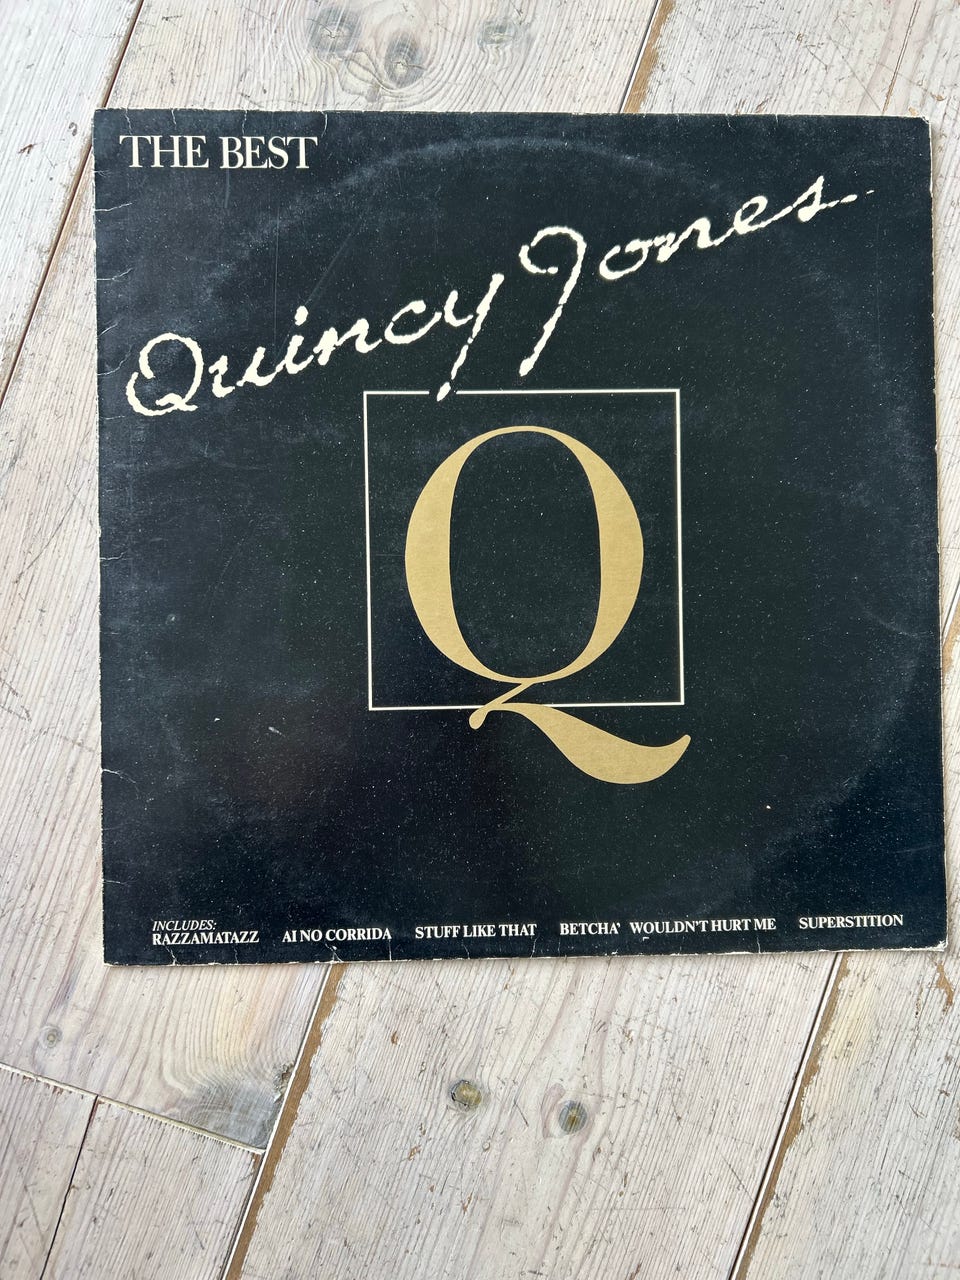 THE BEST
Quincy Jones
Q
INCLUDES:
RAZZAMATAZZ AI NO CORRIDA STUFF LIKE THAT BETCHA' WOULDN'T HURT ME SUPERSTITION